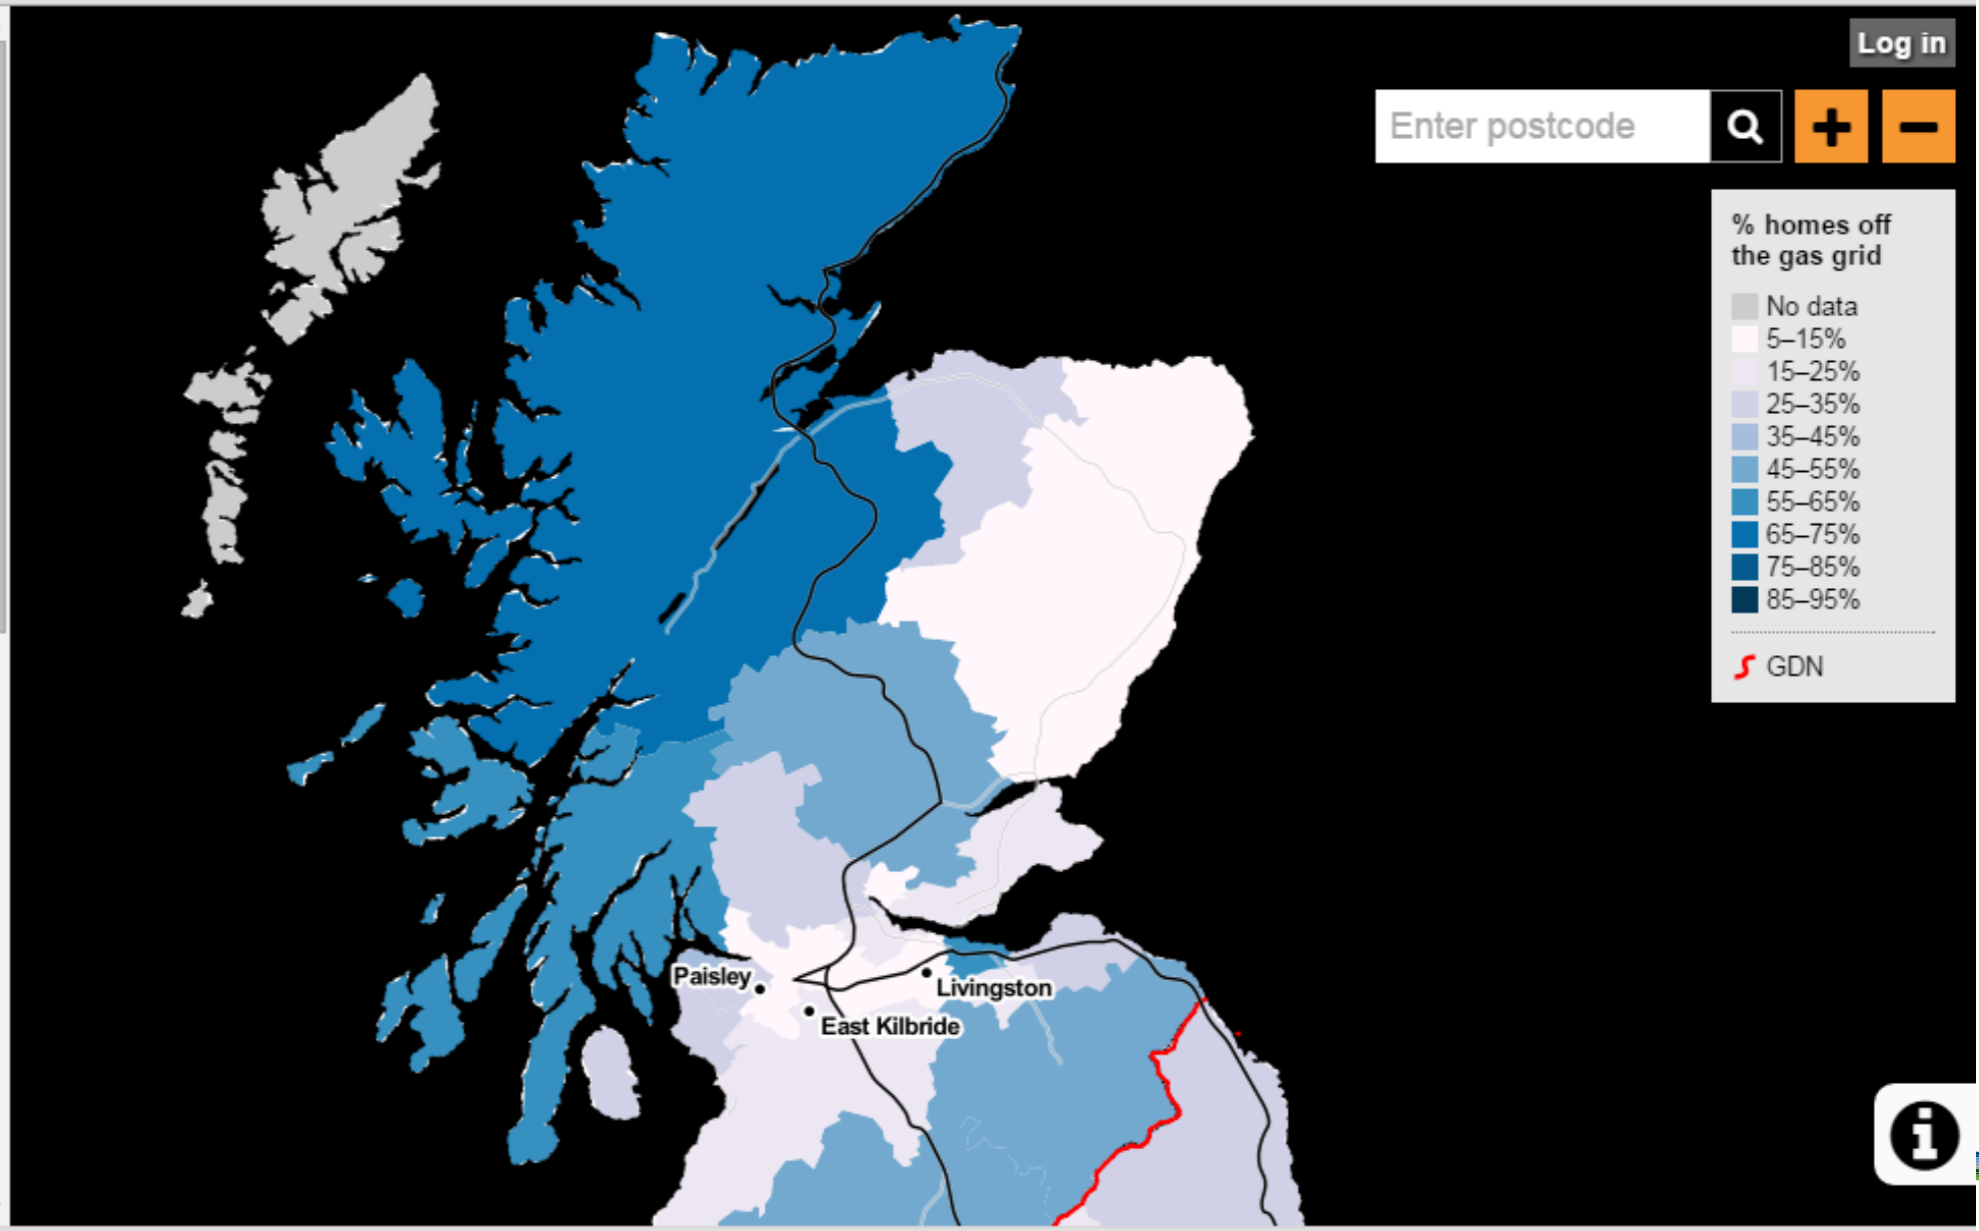 Log in
Enter postcode
% homes off
the gas grid
No data
5–15%
15–25%
25–35%
35–45%
45–55%
55–65%
65–75%
75–85%
85–95%
GDN
Paisley
Livingston
East Kilbride